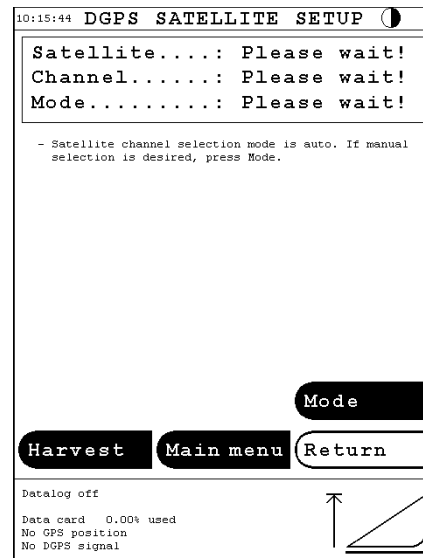 10:15:44 DGPS SATELLITE SETUP
Satellite....: Please wait!
Channel......: Please wait!
Mode.........: Please wait!
- Satellite channel selection mode is auto. If manual
selection is desired, press Mode.
Mode
Harvest Main menu Return
Datalog off
Data card 0.00% used
No GPS position
No DGPS signal